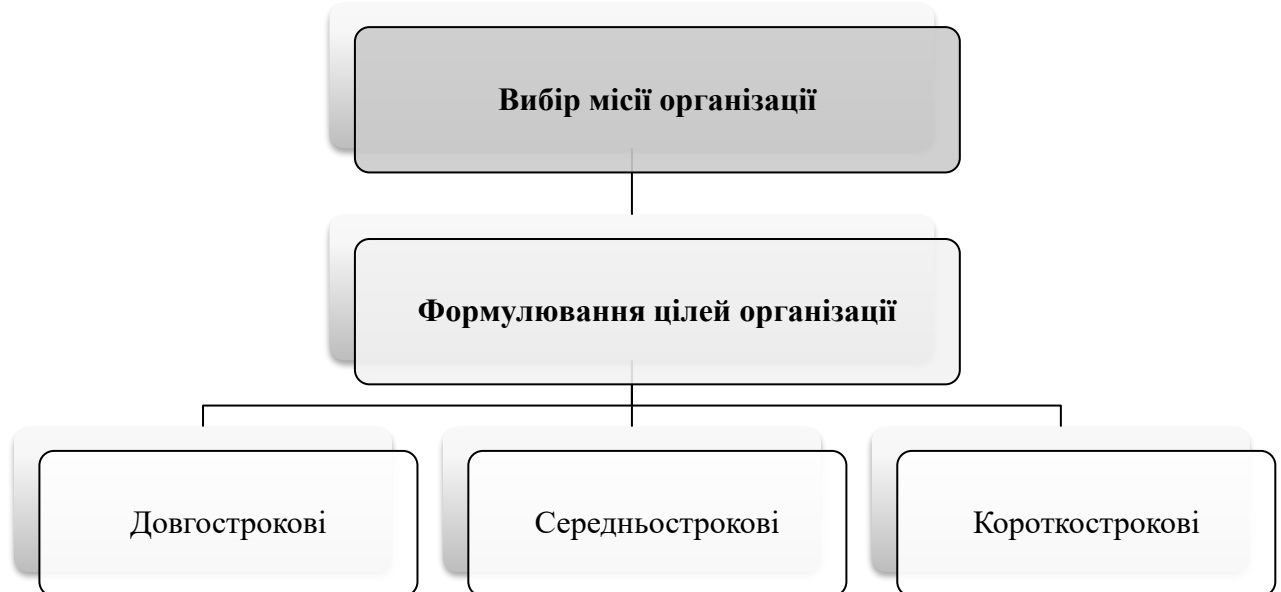 Вибір місії організації
Формулювання цілей організації
Довгострокові
Середньострокові
Короткострокові